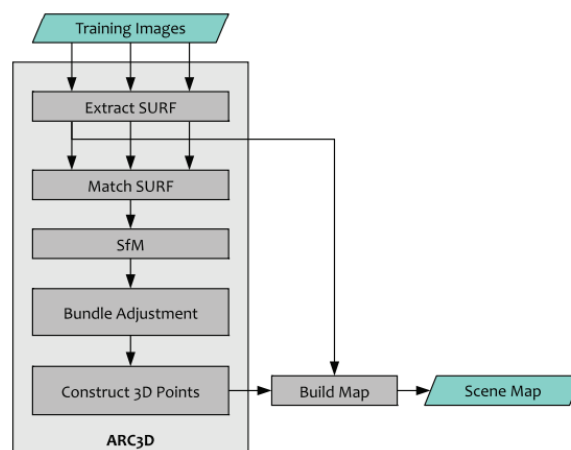 Training Images
Extract SURF
Match SURF
SfM
Bundle Adjustment
Construct 3D Points
Build Map
Scene Map
ARC3D